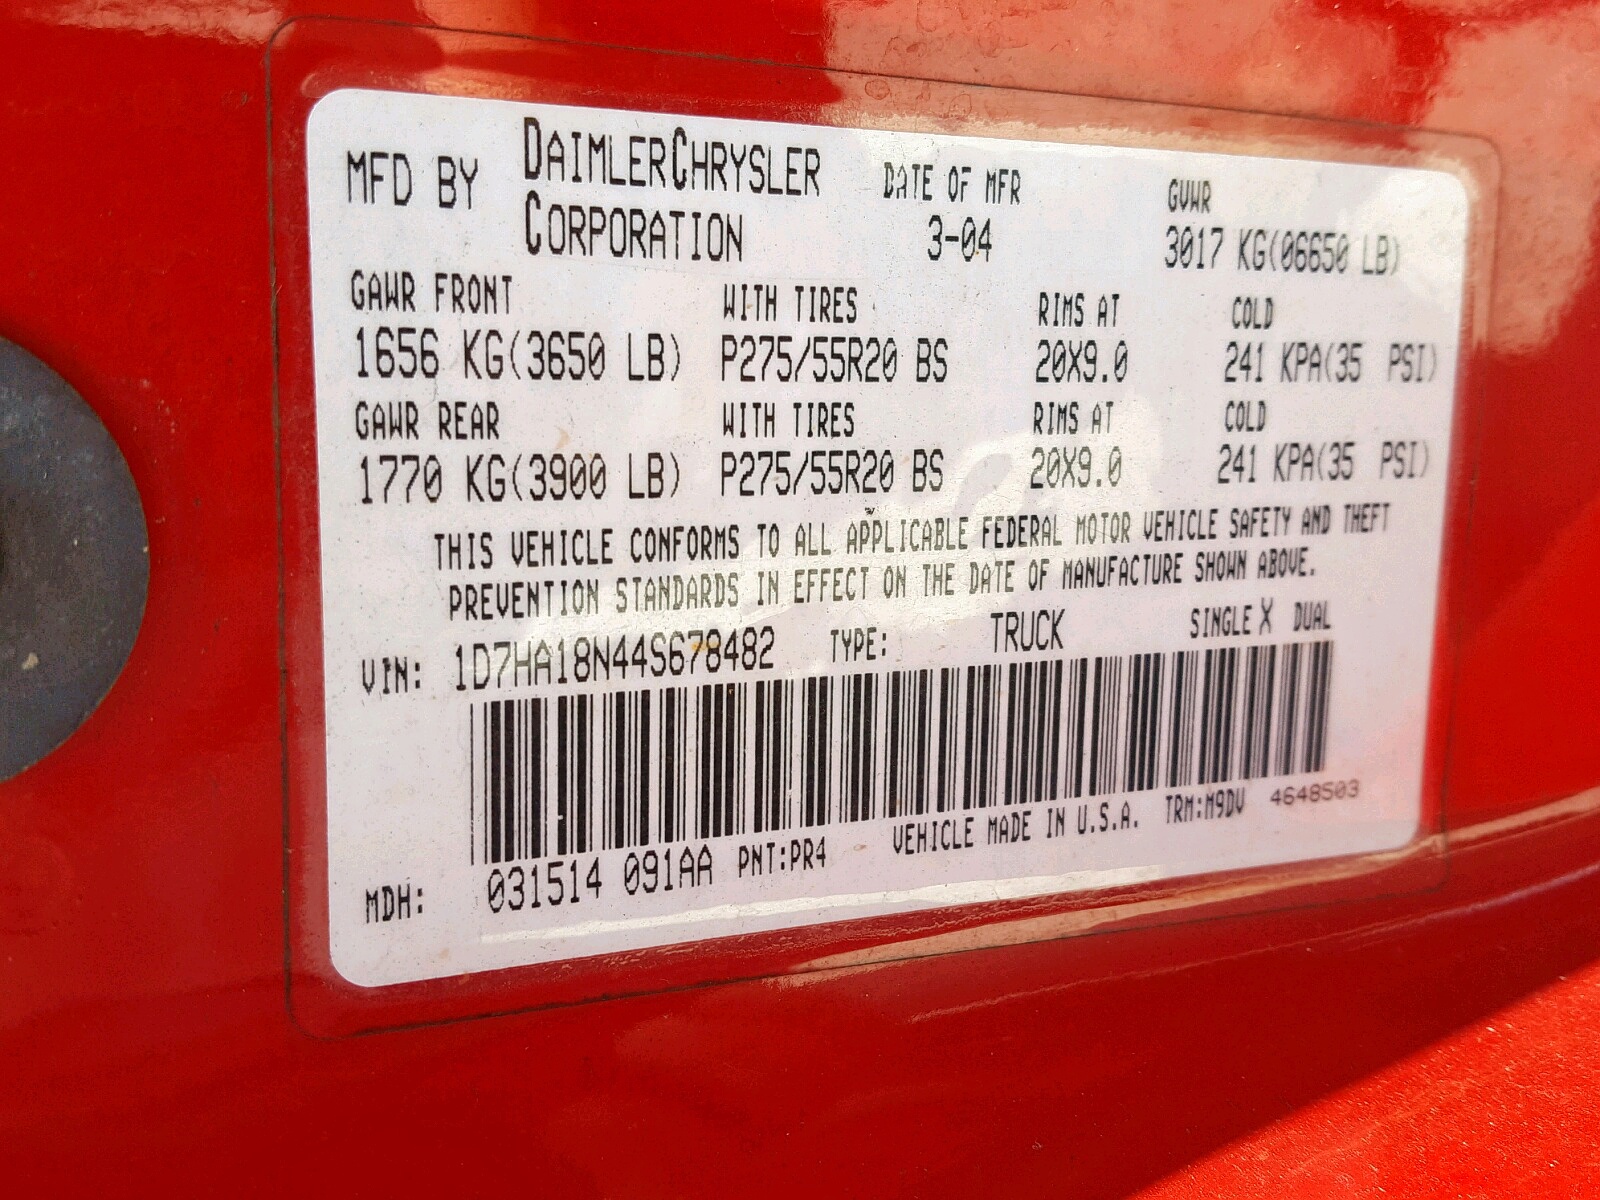 MFD BY DAIMLERCHRYSLER CORPORATION DATE OF MFR 3-04 GVWR 3017 KG(06650 LB)
GAWR FRONT WITH TIRES RIMS AT COLD
1656 KG(3650 LB) P275/55R20 BS 20X9.0 241 KPA(35 PSI)
GAWR REAR WITH TIRES RIMS AT COLD
1770 KG(3900 LB) P275/55R20 BS 20X9.0 241 KPA(35 PSI)
THIS VEHICLE CONFORMS TO ALL APPLICABLE FEDERAL MOTOR VEHICLE SAFETY AND THEFT
PREVENTION STANDARDS IN EFFECT ON THE DATE OF MANUFACTURE SHOWN ABOVE.
VIN: 1D7HA18N44S678482 TYPE: TRUCK SINGLE X DUAL
MDH: 031514 091AA PNT:PR4 VEHICLE MADE IN U.S.A. TRM:M9DV 4648503